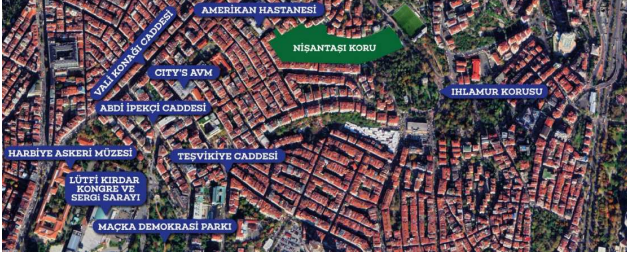 AMERİKAN HASTANESİ
NİŞANTAŞI KORU
VALİ KONAĞI CADDESİ
CITY'S AVM
IHLAMUR KORUSU
ABDİ İPEKÇİ CADDESİ
HARBİYE ASKERİ MÜZESİ
TEŞVİKİYE CADDESİ
LÜTFİ KIRDAR
KONGRE VE
SERGİ SARAYI
MAÇKA DEMOKRASİ PARKI